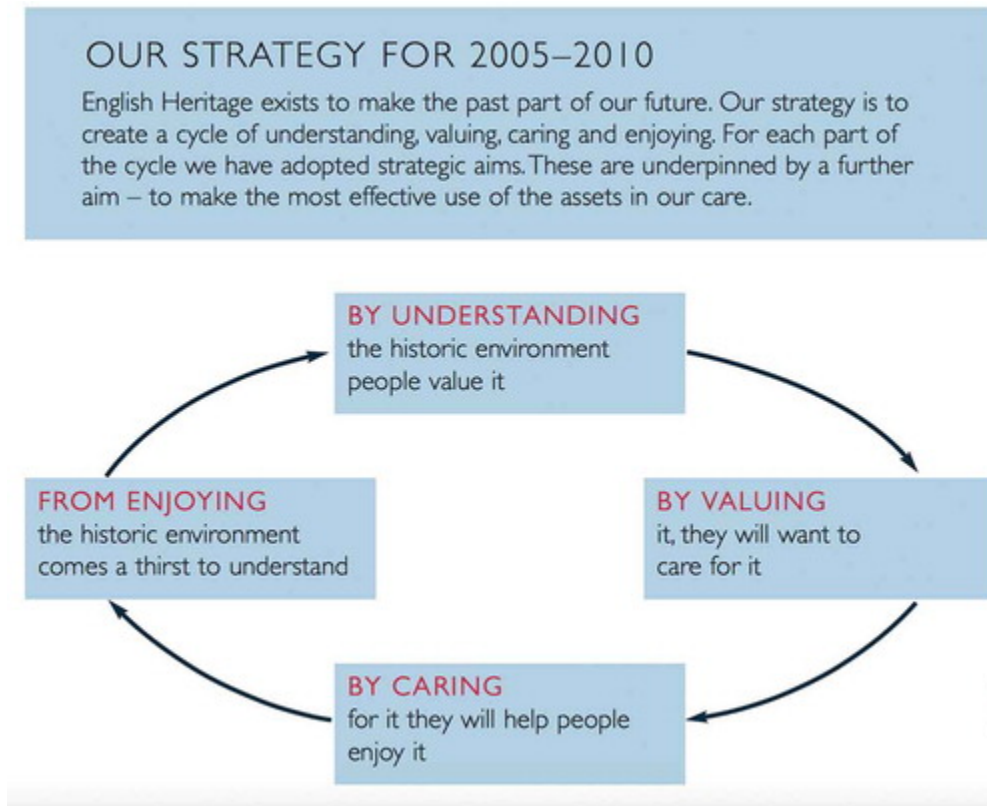 OUR STRATEGY FOR 2005–2010
English Heritage exists to make the past part of our future. Our strategy is to
create a cycle of understanding, valuing, caring and enjoying. For each part of
the cycle we have adopted strategic aims. These are underpinned by a further
aim – to make the most effective use of the assets in our care.
BY UNDERSTANDING
the historic environment
people value it
BY VALUING
it, they will want to
care for it
BY CARING
for it they will help people
enjoy it
FROM ENJOYING
the historic environment
comes a thirst to understand